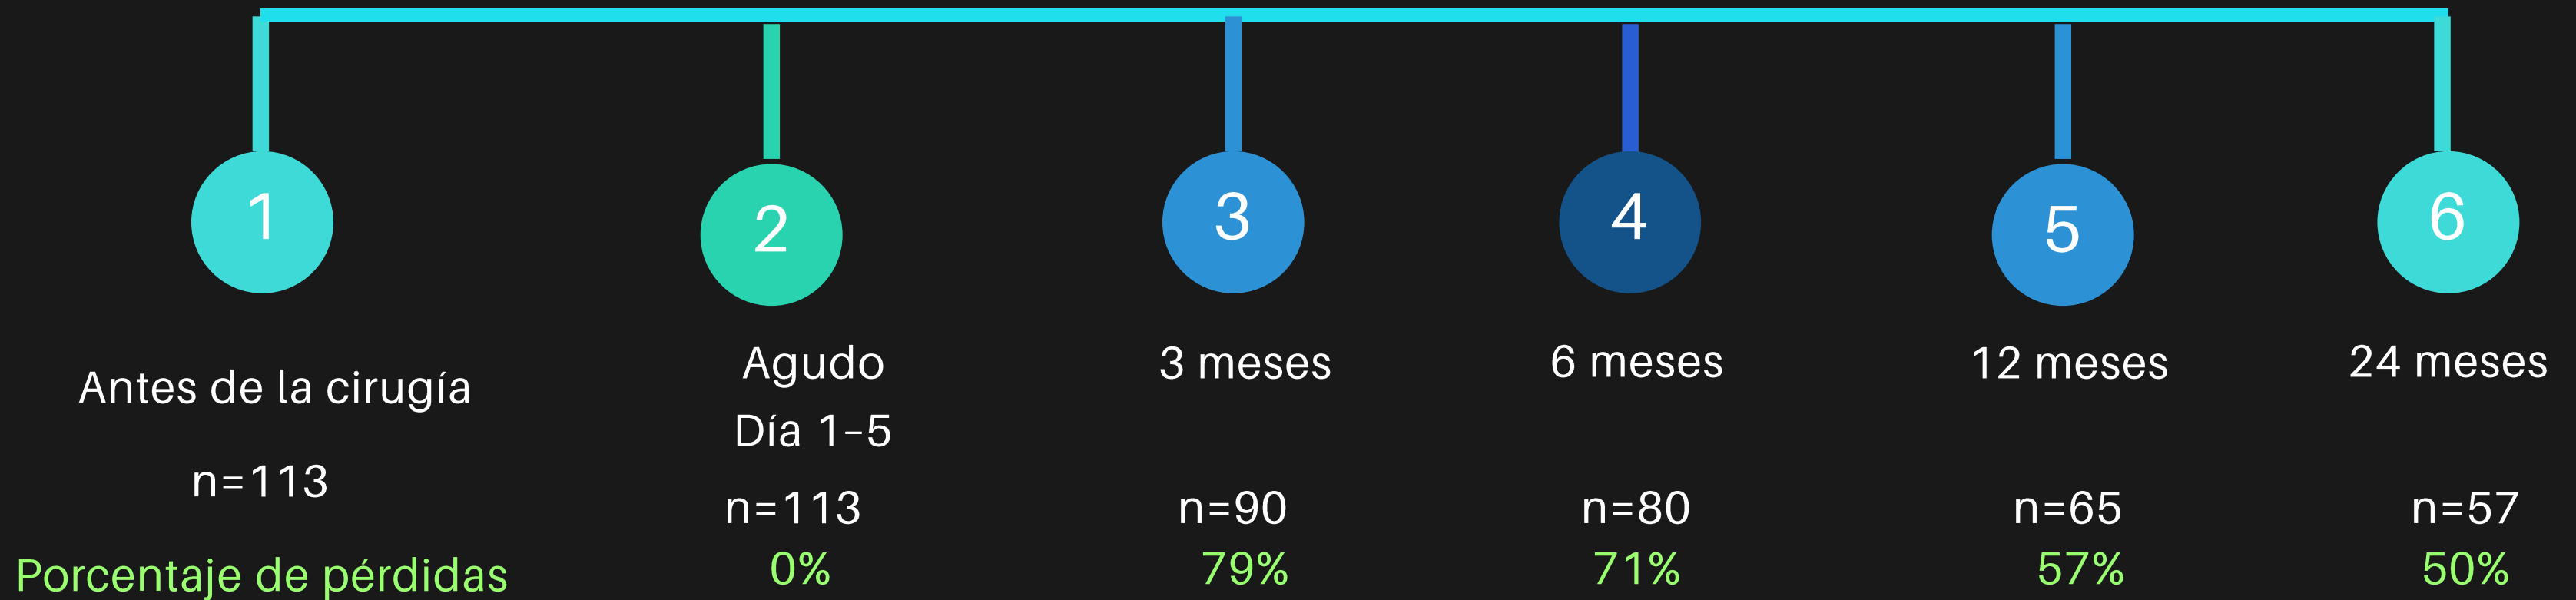 1
2
3
4
5
6
Antes de la cirugía
Agudo
Día 1-5
3 meses
6 meses
12 meses
24 meses
n=113
n=113
n=90
n=80
n=65
n=57
Porcentaje de pérdidas
0%
79%
71%
57%
50%